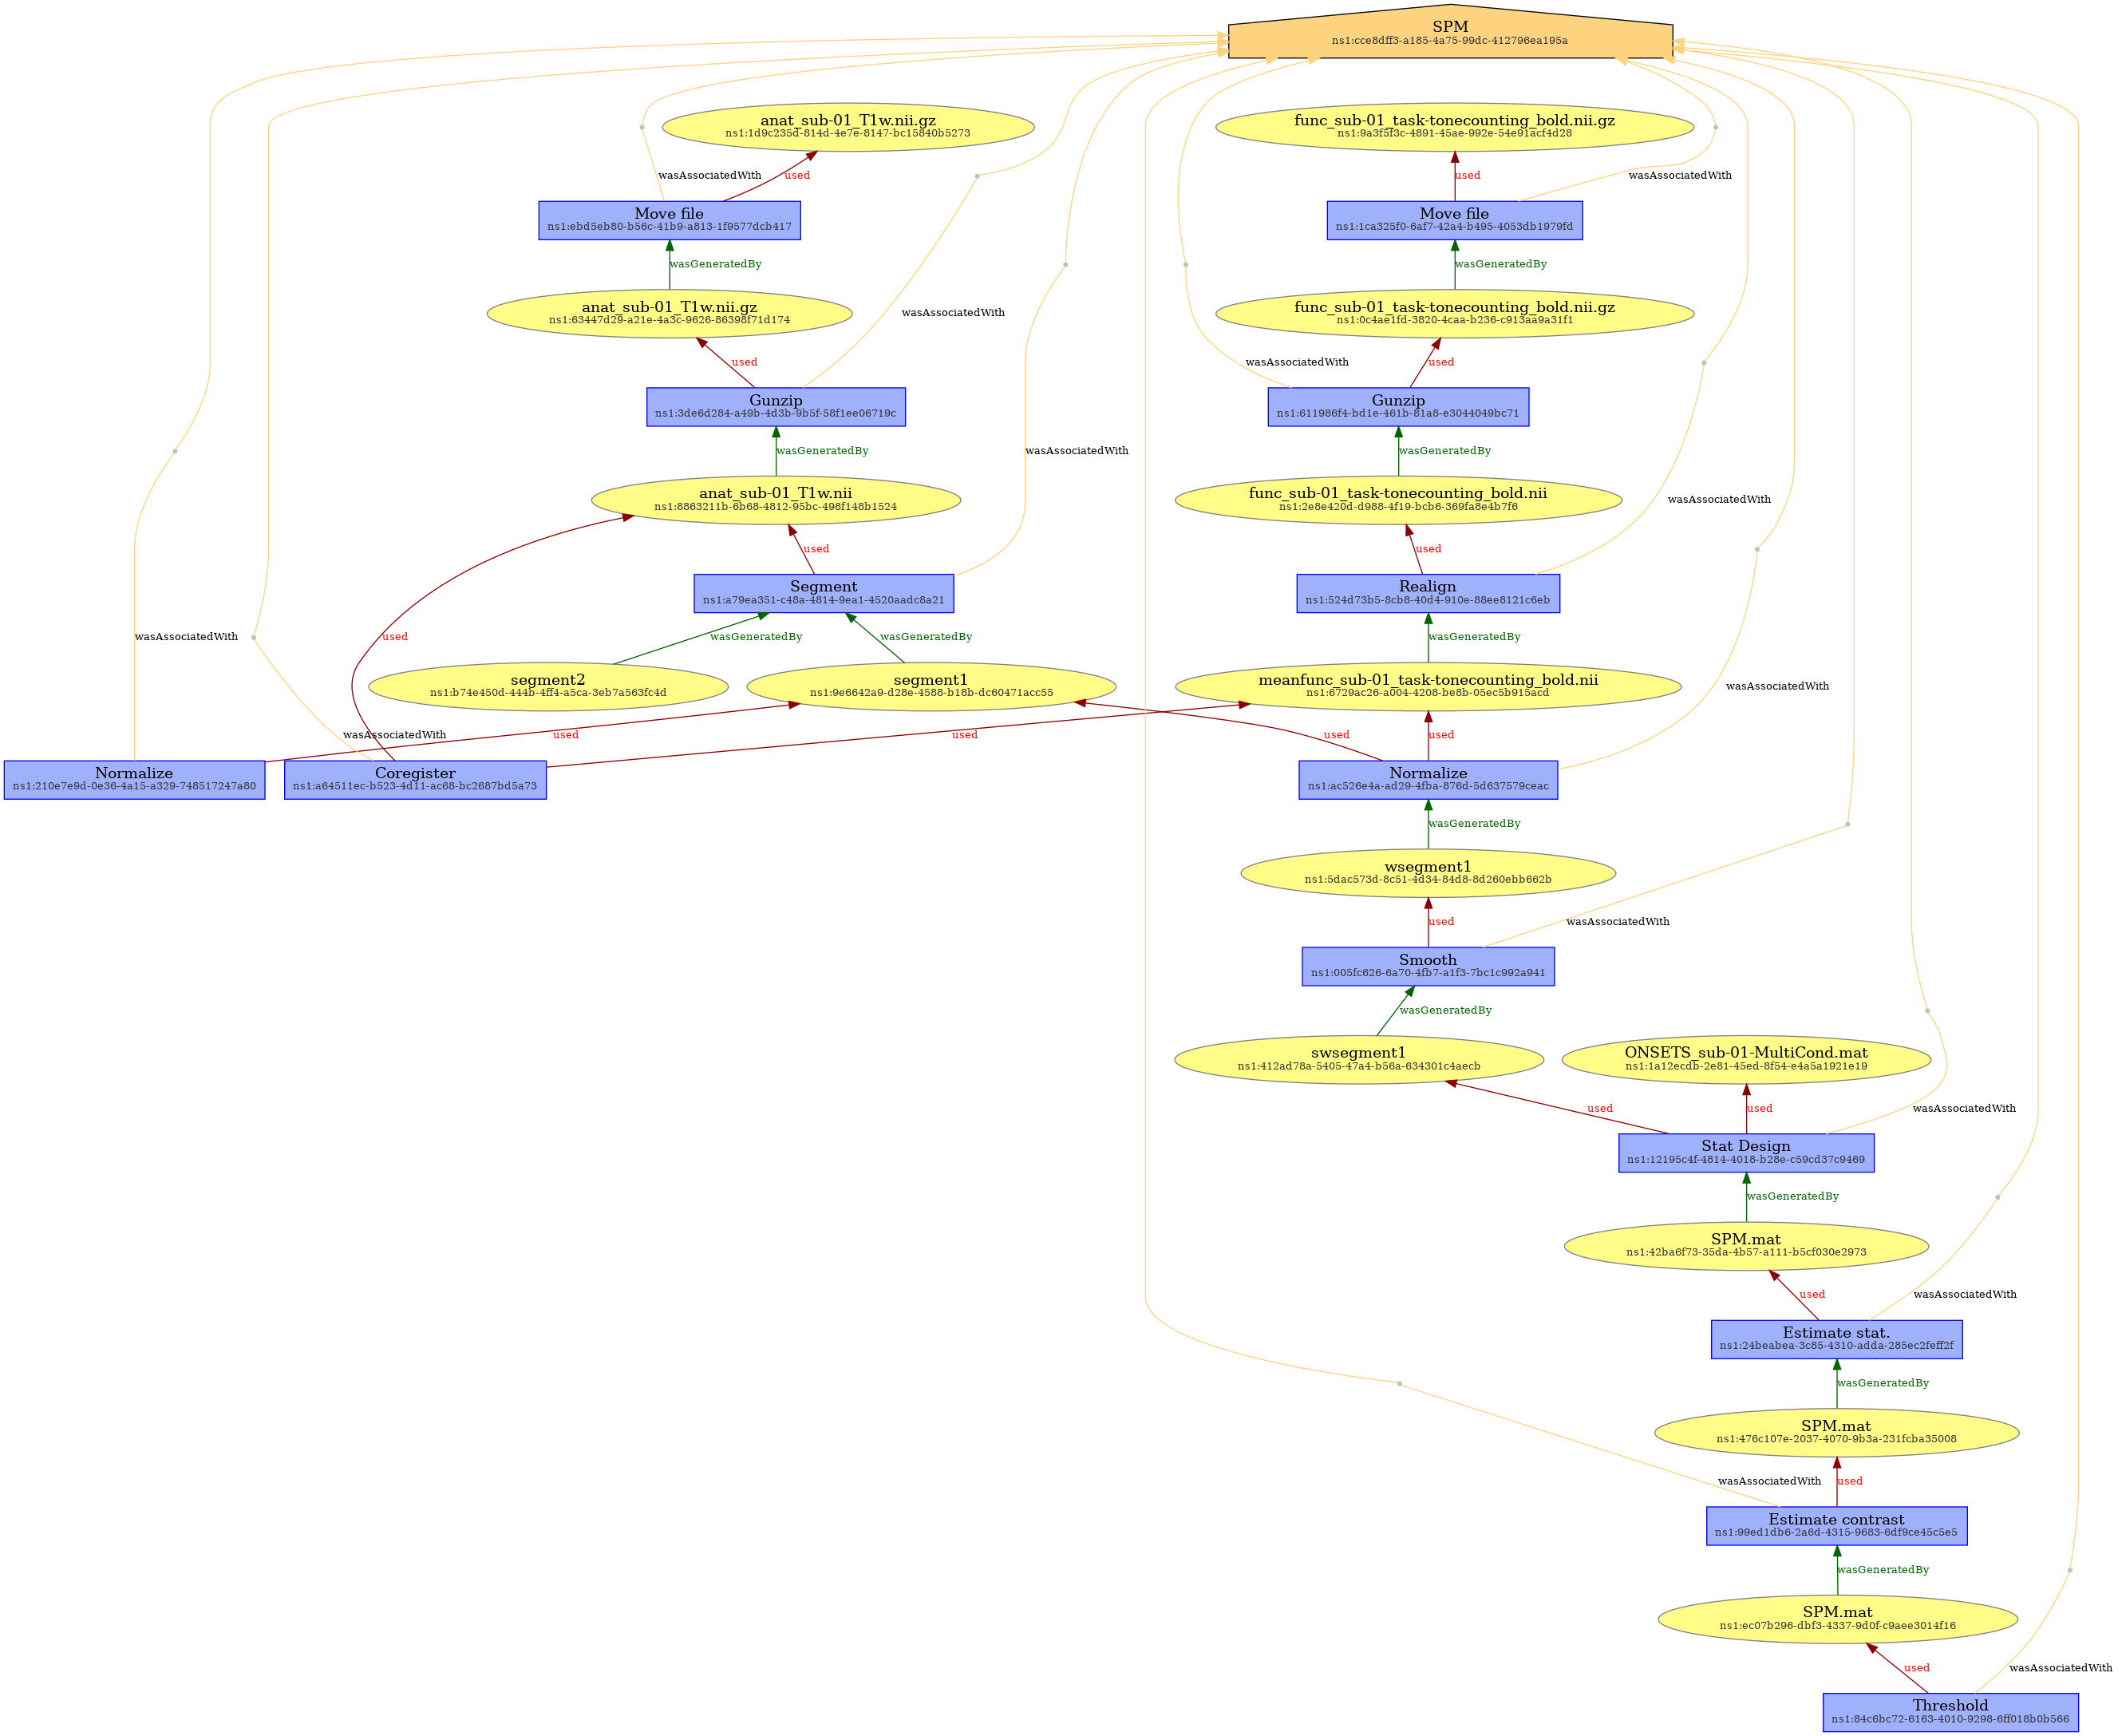 SPM
ns1:cce8dff3-a185-4a75-99dc-412796ea195a
anat_sub-01_T1w.nii.gz
ns1:1d9c235d-814d-4e7e-8147-bc15840b5273
func_sub-01_task-tonecounting_bold.nii.gz
ns1:9a3f5f3c-4891-45ae-992e-54e91acf4d28
wasAssociatedWith
used
used
wasAssociatedWith
Move file
ns1:ebd5eb80-b56c-41b9-a813-1f9577dcb417
Move file
ns1:1ca325f0-6af7-42a4-b495-4053db1979fd
wasGeneratedBy
wasGeneratedBy
anat_sub-01_T1w.nii.gz
ns1:63447d29-a21e-4a3c-9626-86398f71d174
wasAssociatedWith
func_sub-01_task-tonecounting_bold.nii.gz
ns1:0c4ae1fd-3820-4caa-b236-c913aa9a31f1
used
wasAssociatedWith
used
Gunzip
ns1:3de6d284-a49b-4d3b-9b5f-58f1ee06719c
Gunzip
ns1:611986f4-bd1e-461b-81a8-e3044049bc71
wasGeneratedBy
wasAssociatedWith
wasGeneratedBy
anat_sub-01_T1w.nii
ns1:8863211b-6b68-4812-95bc-498f148b1524
func_sub-01_task-tonecounting_bold.nii
ns1:2e8e420d-d988-4f19-bcb6-369fa8e4b7f6
wasAssociatedWith
used
used
Segment
ns1:a79ea351-c48a-4814-9ea1-4520aadc8a21
Realign
ns1:524d73b5-8cb8-40d4-910e-88ee8121c6eb
wasAssociatedWith
used
wasGeneratedBy
wasGeneratedBy
wasGeneratedBy
segment2
ns1:b74e450d-444b-4ff4-a5ca-3eb7a563fc4d
segment1
ns1:9e6642a9-d28e-4588-b18b-dc60471acc55
meanfunc_sub-01_task-tonecounting_bold.nii
ns1:6729ac26-a004-4208-be8b-05ec5b915acd
wasAssociatedWith
wasAssociatedWith
used
used
used
used
Normalize
ns1:210e7e9d-0e36-4a15-a329-748517247a80
Coregister
ns1:a64511ec-b523-4d11-ac68-bc2687bd5a73
Normalize
ns1:ac526e4a-ad29-4fba-876d-5d637579ceac
wasGeneratedBy
wsegment1
ns1:5dac573d-8c51-4d34-84d8-8d260ebb662b
used
wasAssociatedWith
Smooth
ns1:005fc626-6a70-4fb7-a1f3-7bc1c992a941
wasGeneratedBy
swsegment1
ns1:412ad78a-5405-47a4-b56a-634301c4aecb
ONSETS_sub-01-MultiCond.mat
ns1:1a12ecdb-2e81-45ed-8f54-e4a5a1921e19
used
used
wasAssociatedWith
Stat Design
ns1:12195c4f-4814-4018-b28e-c59cd37c9469
wasGeneratedBy
SPM.mat
ns1:42ba6f73-35da-4b57-a111-b5cf030e2973
used
wasAssociatedWith
Estimate stat.
ns1:24beabea-3c85-4310-adda-285ec2feff2f
wasGeneratedBy
SPM.mat
ns1:476c107e-2037-4070-9b3a-231fcba35008
wasAssociatedWith
used
Estimate contrast
ns1:99ed1db6-2a6d-4315-9683-6df9ce45c5e5
wasGeneratedBy
SPM.mat
ns1:ec07b296-dbf3-4337-9d0f-c9aee3014f16
used
wasAssociatedWith
Threshold
ns1:84c6bc72-6163-4010-9298-6ff018b0b566